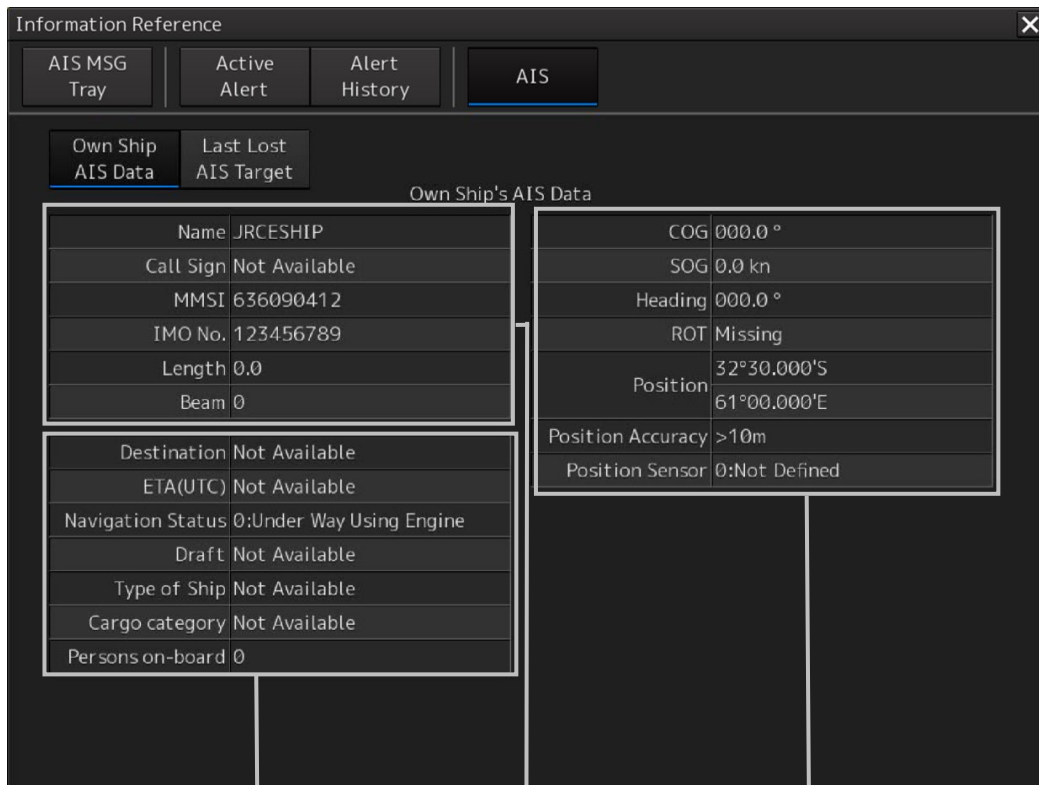 Information Reference
AIS MSG Tray
Active Alert
Alert History
AIS
Own Ship AIS Data
Last Lost AIS Target
Own Ship's AIS Data
Name JRCESHIP
Call Sign Not Available
MMSI 636090412
IMO No. 123456789
Length 0.0
Beam 0
Destination Not Available
ETA(UTC) Not Available
Navigation Status 0:Under Way Using Engine
Draft Not Available
Type of Ship Not Available
Cargo category Not Available
Persons on-board 0
COG 000.0 °
SOG 0.0 kn
Heading 000.0 °
ROT Missing
Position 32°30.000'S
61°00.000'E
Position Accuracy >10m
Position Sensor 0:Not Defined